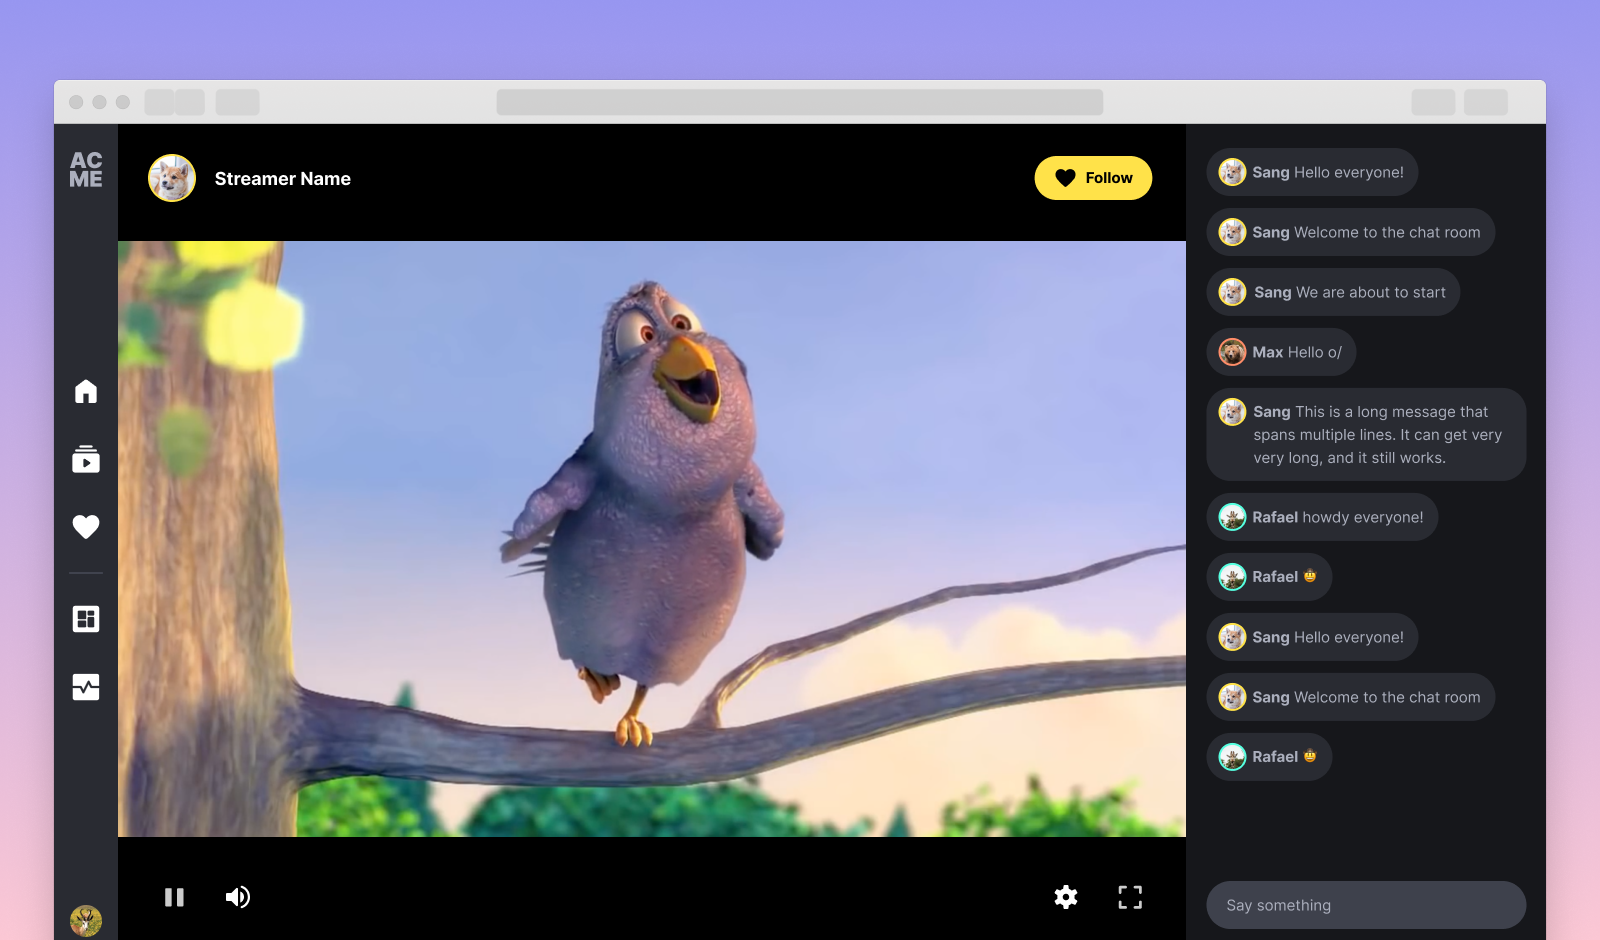 AC
ME
Streamer Name
Follow
Sang Hello everyone!
Sang Welcome to the chat room
Sang We are about to start
Max Hello o/
Sang This is a long message that
spans multiple lines. It can get very
very long, and it still works.
Rafael howdy everyone!
Rafael 🤠
Sang Hello everyone!
Sang Welcome to the chat room
Rafael 🤠
Say something